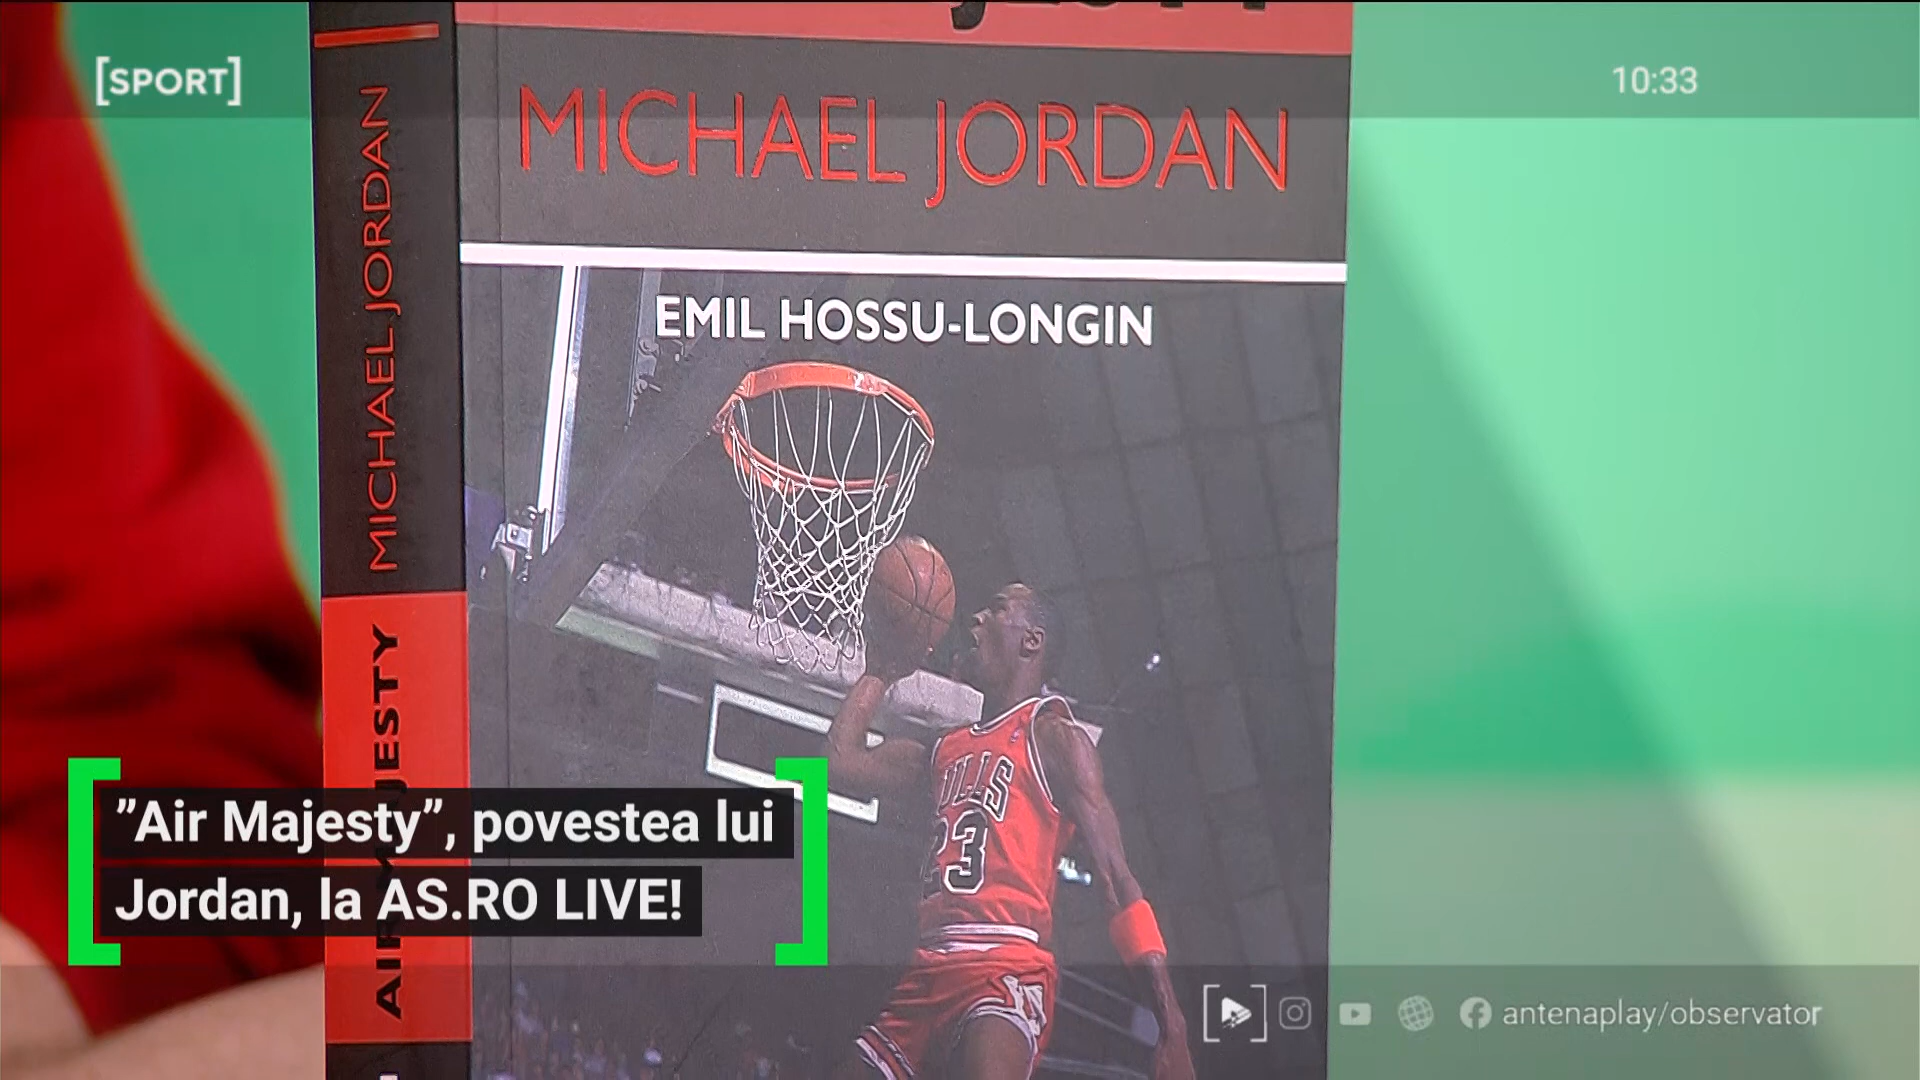 [SPORT]
10:33
MICHAEL JORDAN
EMIL HOSSU-LONGIN
MICHAEL JORDAN
AIR MAJESTY
BULLS
23
”Air Majesty”, povestea lui
Jordan, la AS.RO LIVE!
antenaplay/observator